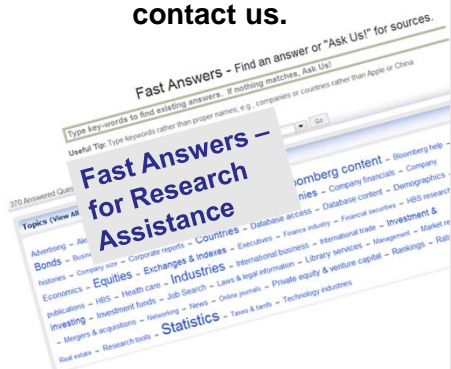 contact us.
Fast Answers - Find an answer or "Ask Us!" for sources.
Type key-words to find existing answers. If nothing matches, Ask Us!
Useful Tip: Type keywords rather than proper names; e.g., companies or countries rather than Apple or China
Go
Fast Answers –
for Research
Assistance
370 Answered Ques
Topics (View All
Advertising - omberg content - Bloomberg help -
Bonds - Company financials - Company
histories - Company size - Corporate reports - Countries - Database access - Database content - Demographics -
Economics - Equities - Exchanges & Indexes - Executives - Finance industry - Financial securities - HBS research
publications - HBS - Health care - Industries - International business - International trade - Investment &
investing - Investment funds - Job Search - Laws & legal information - Library services - Management - Market re
- Mergers & acquisitions - Networking - News - Online journals - Private equity & venture capital - Rankings - Rati
Real estate - Research tools - Statistics - Taxes & tariffs - Technology industries